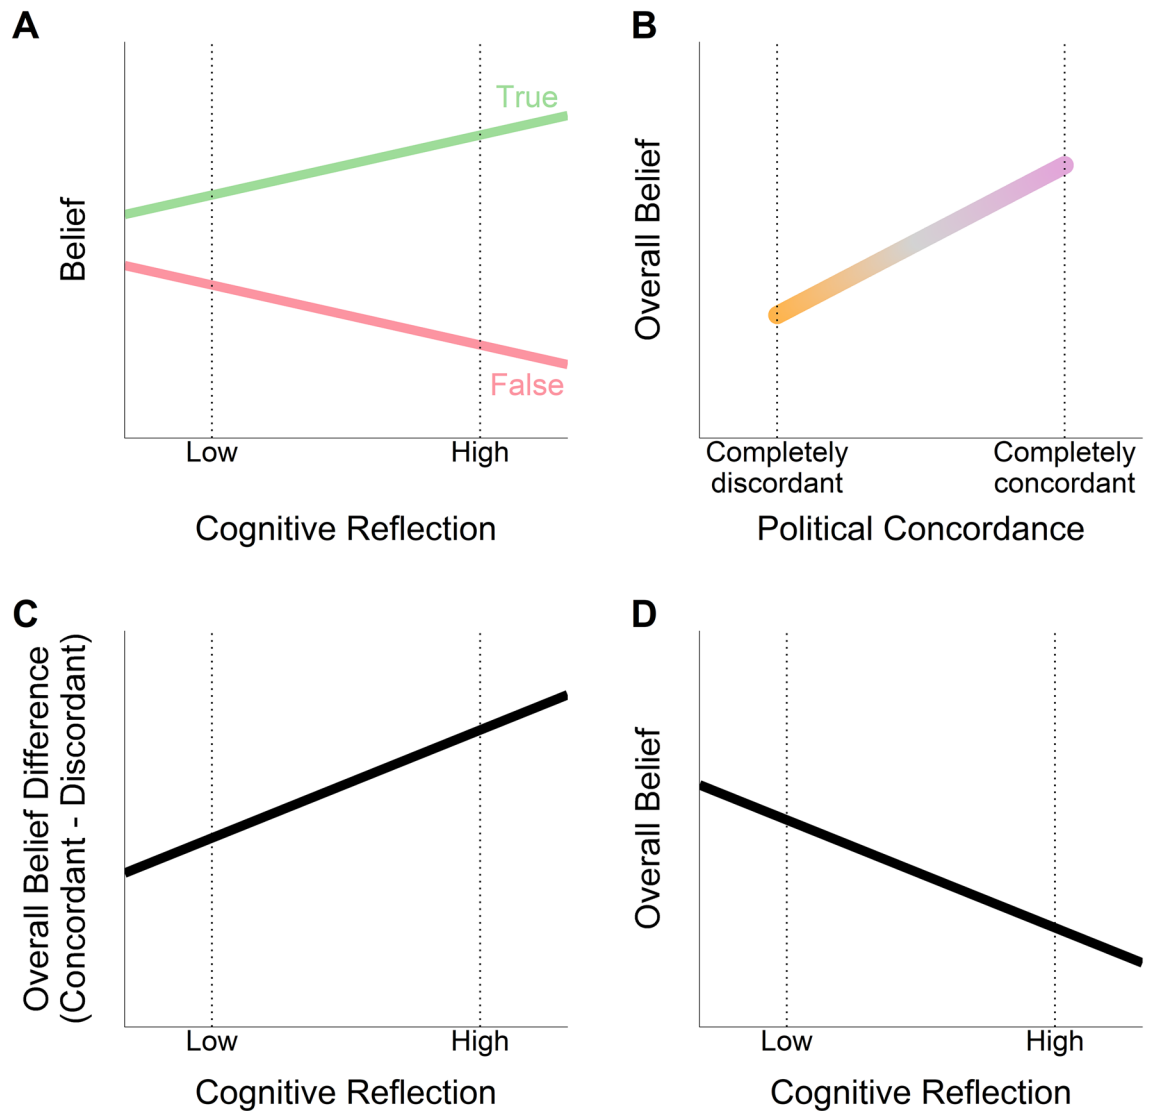 A
True
Belief
False
Low
High
Cognitive Reflection
B
Overall Belief
Completely
discordant
Completely
concordant
Political Concordance
C
Overall Belief Difference
(Concordant - Discordant)
Low
High
Cognitive Reflection
D
Overall Belief
Low
High
Cognitive Reflection